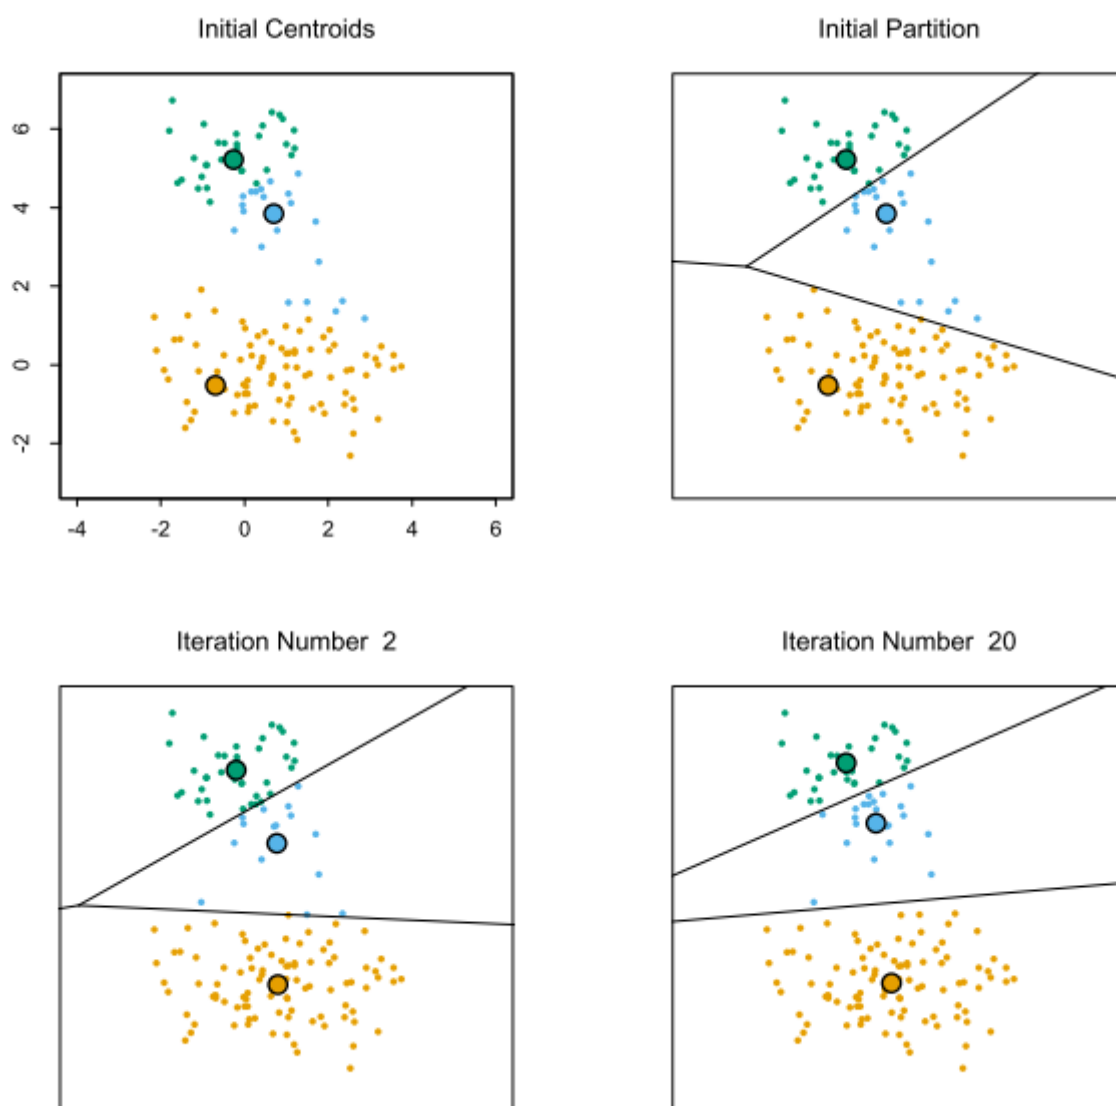 Initial Centroids
Initial Partition
6
4
2
0
-2
-4 -2 0 2 4 6
Iteration Number 2
Iteration Number 20